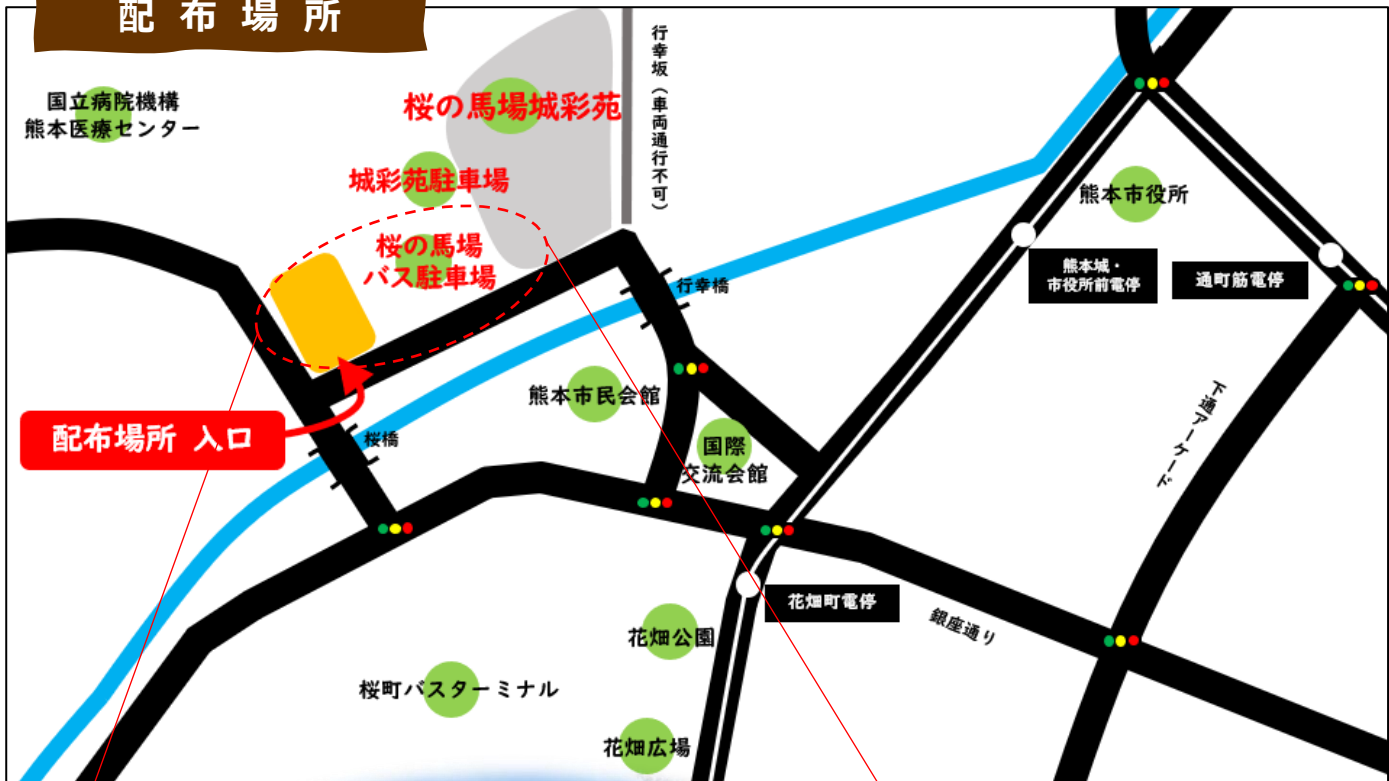 配布場所
国立病院機構
熊本医療センター
桜の馬場城彩苑
行幸坂（車両通行不可）
城彩苑駐車場
桜の馬場
バス駐車場
熊本市役所
熊本城・
市役所前電停
通町筋電停
行幸橋
熊本市民会館
配布場所 入口
桜橋
国際
交流会館
下通アーケード
花畑町電停
銀座通り
花畑公園
桜町バスターミナル
花畑広場